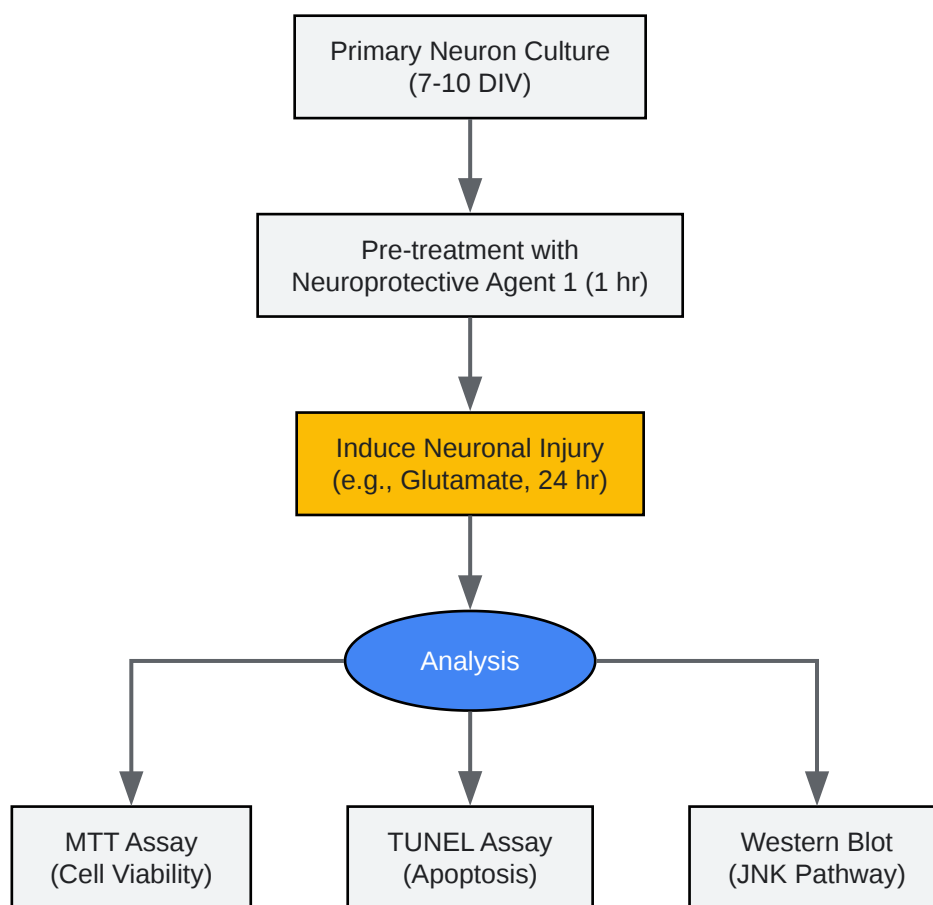 Primary Neuron Culture
(7-10 DIV)
Pre-treatment with
Neuroprotective Agent 1 (1 hr)
Induce Neuronal Injury
(e.g., Glutamate, 24 hr)
Analysis
MTT Assay
(Cell Viability)
TUNEL Assay
(Apoptosis)
Western Blot
(JNK Pathway)